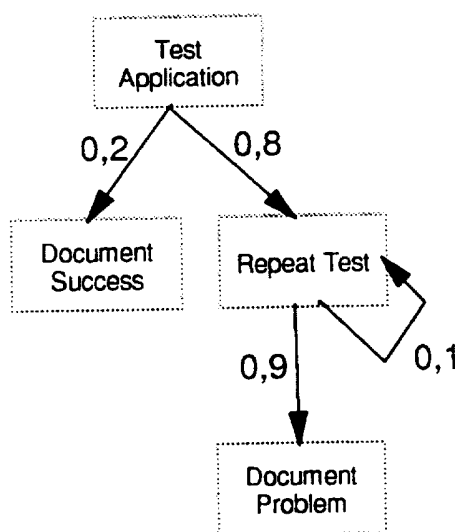 Test
Application
0,2
0,8
Document
Success
Repeat Test
0,9
0,1
Document
Problem